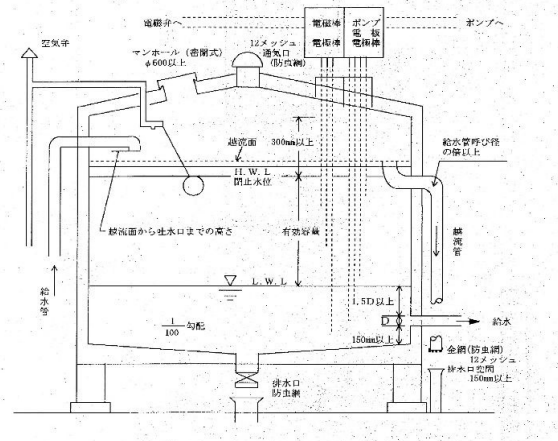 電磁弁へ
電磁棒
電極棒
ポンプ
電板
電極棒
ポンプへ
空気弁
マンホール(密閉式)
φ600以上
12メッシュ
通気口
(防虫網)
越流面
300mm以上
給水管呼び径
の倍以上
H.W.L
閉止水位
越流面から吐水口までの高さ
有効容量
越流管
給水管
L.W.L
1.5D以上
1/100 勾配
D
給水
150mm以上
金網(防虫網)
12メッシュ
排水口空間
150mm以上
排水口
防虫網